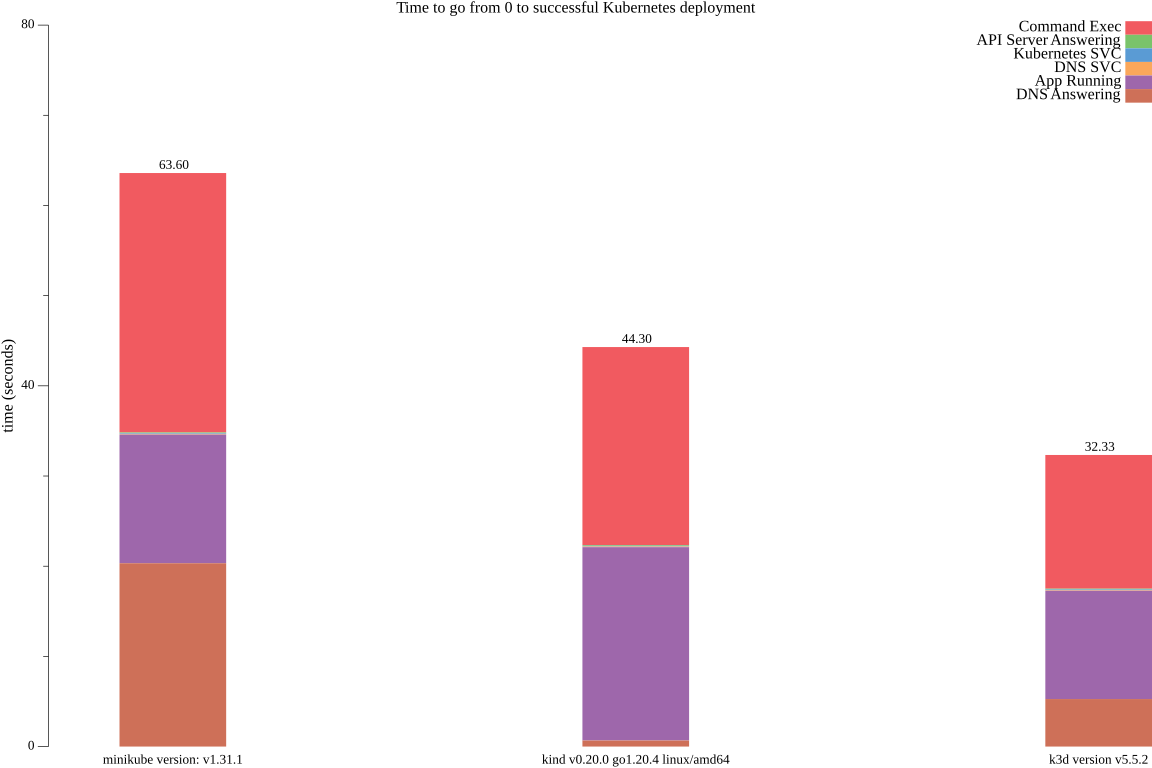 Time to go from 0 to successful Kubernetes deployment
80
Command Exec
API Server Answering
Kubernetes SVC
DNS SVC
App Running
DNS Answering
63.60
44.30
time (seconds)
40
32.33
0
minikube version: v1.31.1
kind v0.20.0 go1.20.4 linux/amd64
k3d version v5.5.2